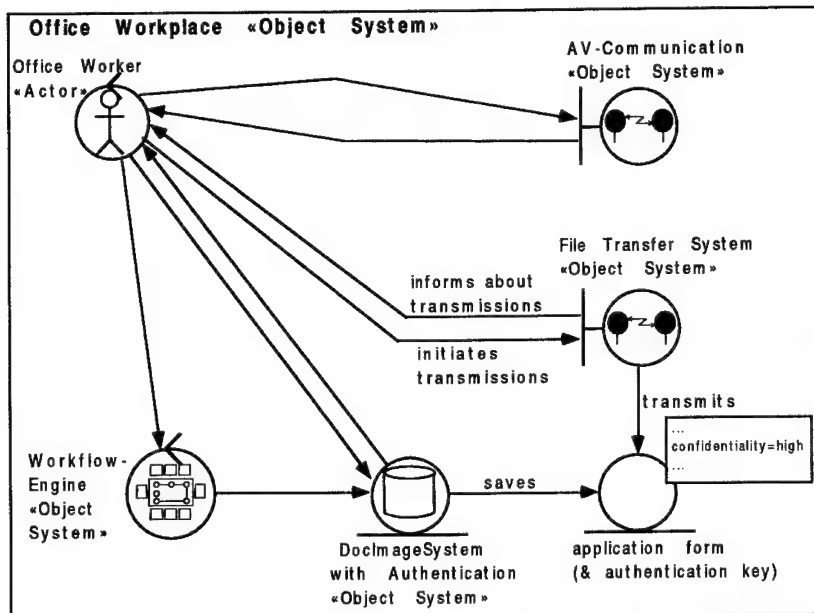 Office Workplace «Object System»
Office Worker
«Actor»
AV-Communication
«Object System»
File Transfer System
«Object System»
informs about
transmissions
initiates
transmissions
transmits
...
confidentiality=high
...
Workflow-
Engine
«Object
System»
saves
DocImageSystem
with Authentication
«Object System»
application form
(& authentication key)